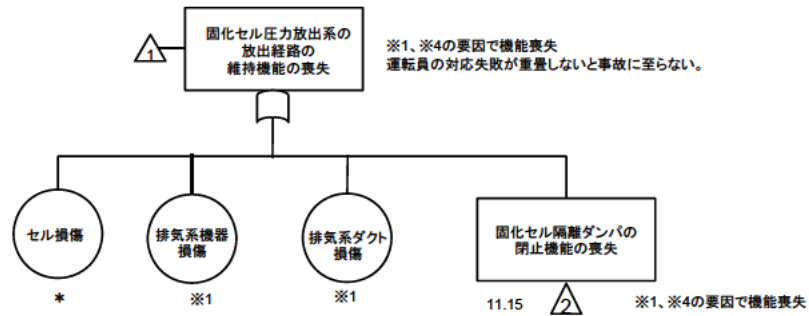 固化セル圧力放出系の
放出経路の
維持機能の喪失
1
※1、※4の要因で機能喪失
運転員の対応失敗が重畳しないと事故に至らない。
セル損傷
排気系機器
損傷
排気系ダクト
損傷
固化セル隔離ダンパの
閉止機能の喪失
*
※1
※1
11.15
2
※1、※4の要因で機能喪失